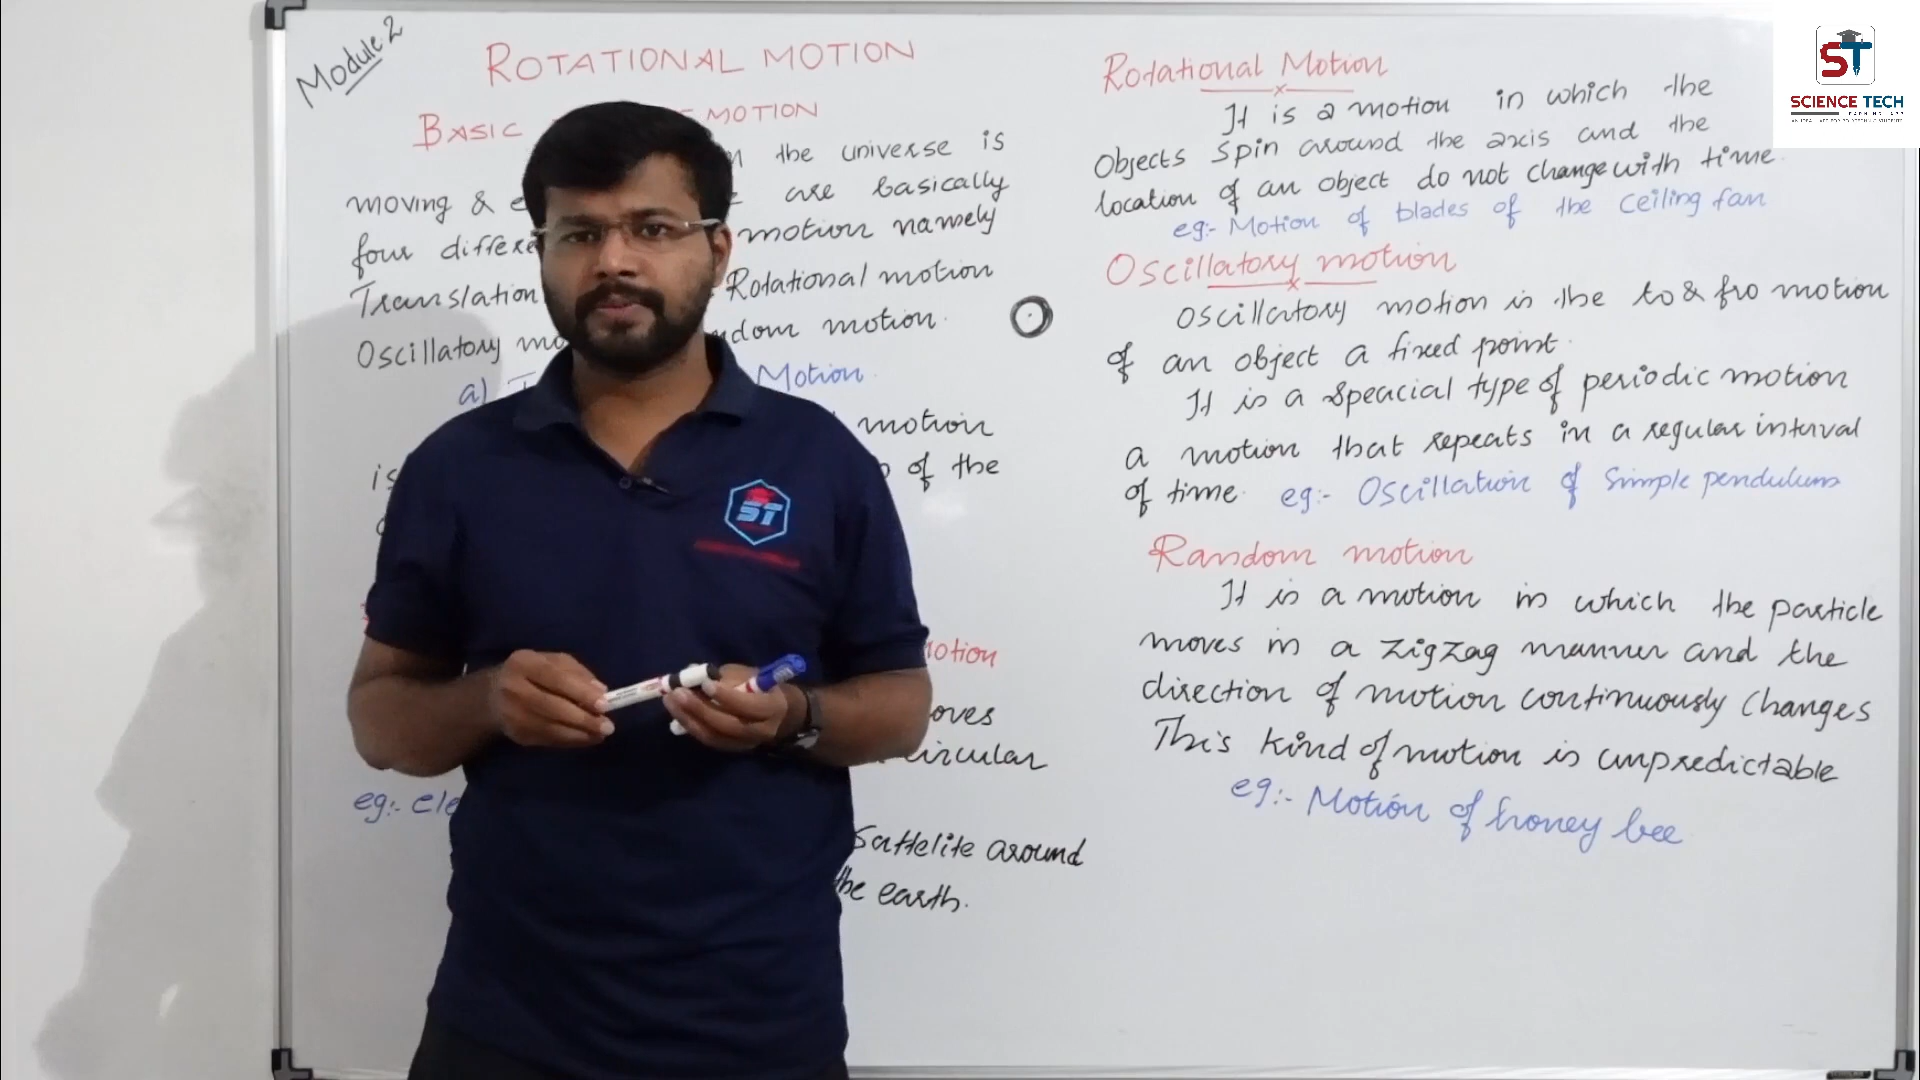 Module 2
ROTATIONAL MOTION
BASIC MOTION
the universe is
moving & are basically
four differe motion namely
Translation Rotational motion
Oscillatory mo ndom motion.
a) Motion
motion
is of the
otion
oves
circular
eg:- ele
Sattelite around
the earth.
Rotational Motion
It is a motion in which the
Objects spin around the axis and the
location of an object do not change with time.
eg:- Motion of blades of the ceiling fan
Oscillatory motion
Oscillatory motion is the to & fro motion
of an object a fixed point.
It is a speacial type of periodic motion
a motion that repeats in a regular interval
of time. eg:- Oscillation of Simple pendulum
Random motion
It is a motion in which the particle
moves in a zigzag manner and the
direction of motion continuously changes
This kind of motion is unpredictable
eg:- Motion of honey bee
ST
ST
SCIENCE TECH
LEARNING APP